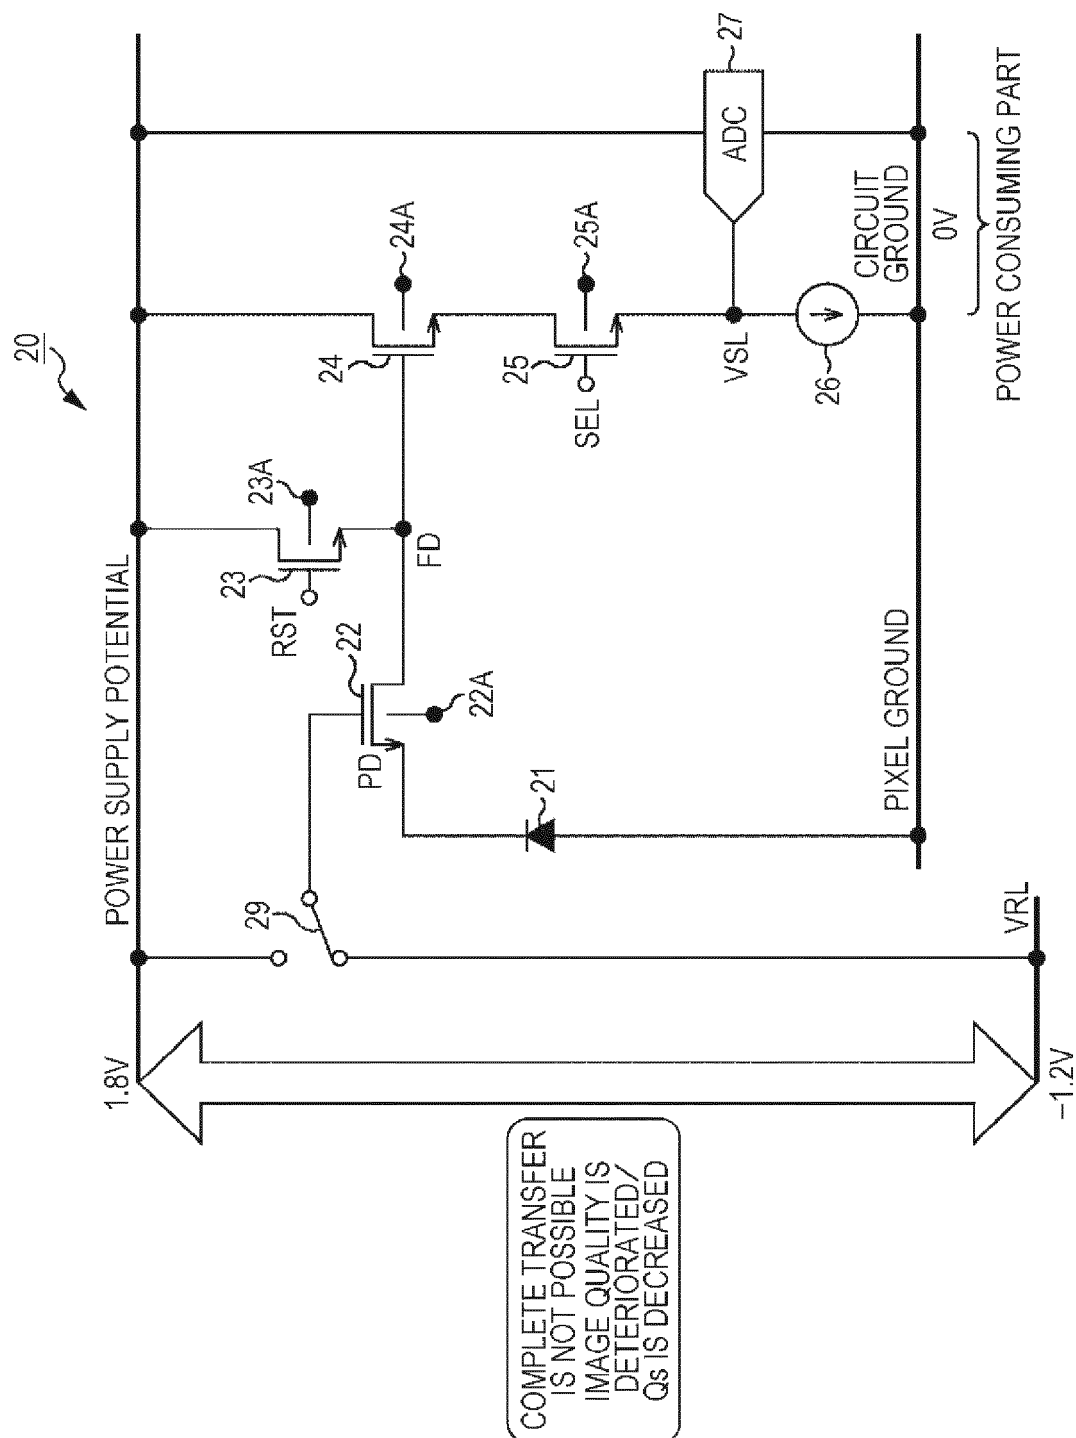 20
1.8V
POWER SUPPLY POTENTIAL
23A
RST
23
24
24A
29
PD
22
22A
FD
SEL
25
25A
21
VSL
ADC
27
26
CIRCUIT
GROUND
0V
PIXEL GROUND
VRL
−1.2V
POWER CONSUMING PART
COMPLETE TRANSFER
IS NOT POSSIBLE
IMAGE QUALITY IS
DETERIORATED/
Qs IS DECREASED